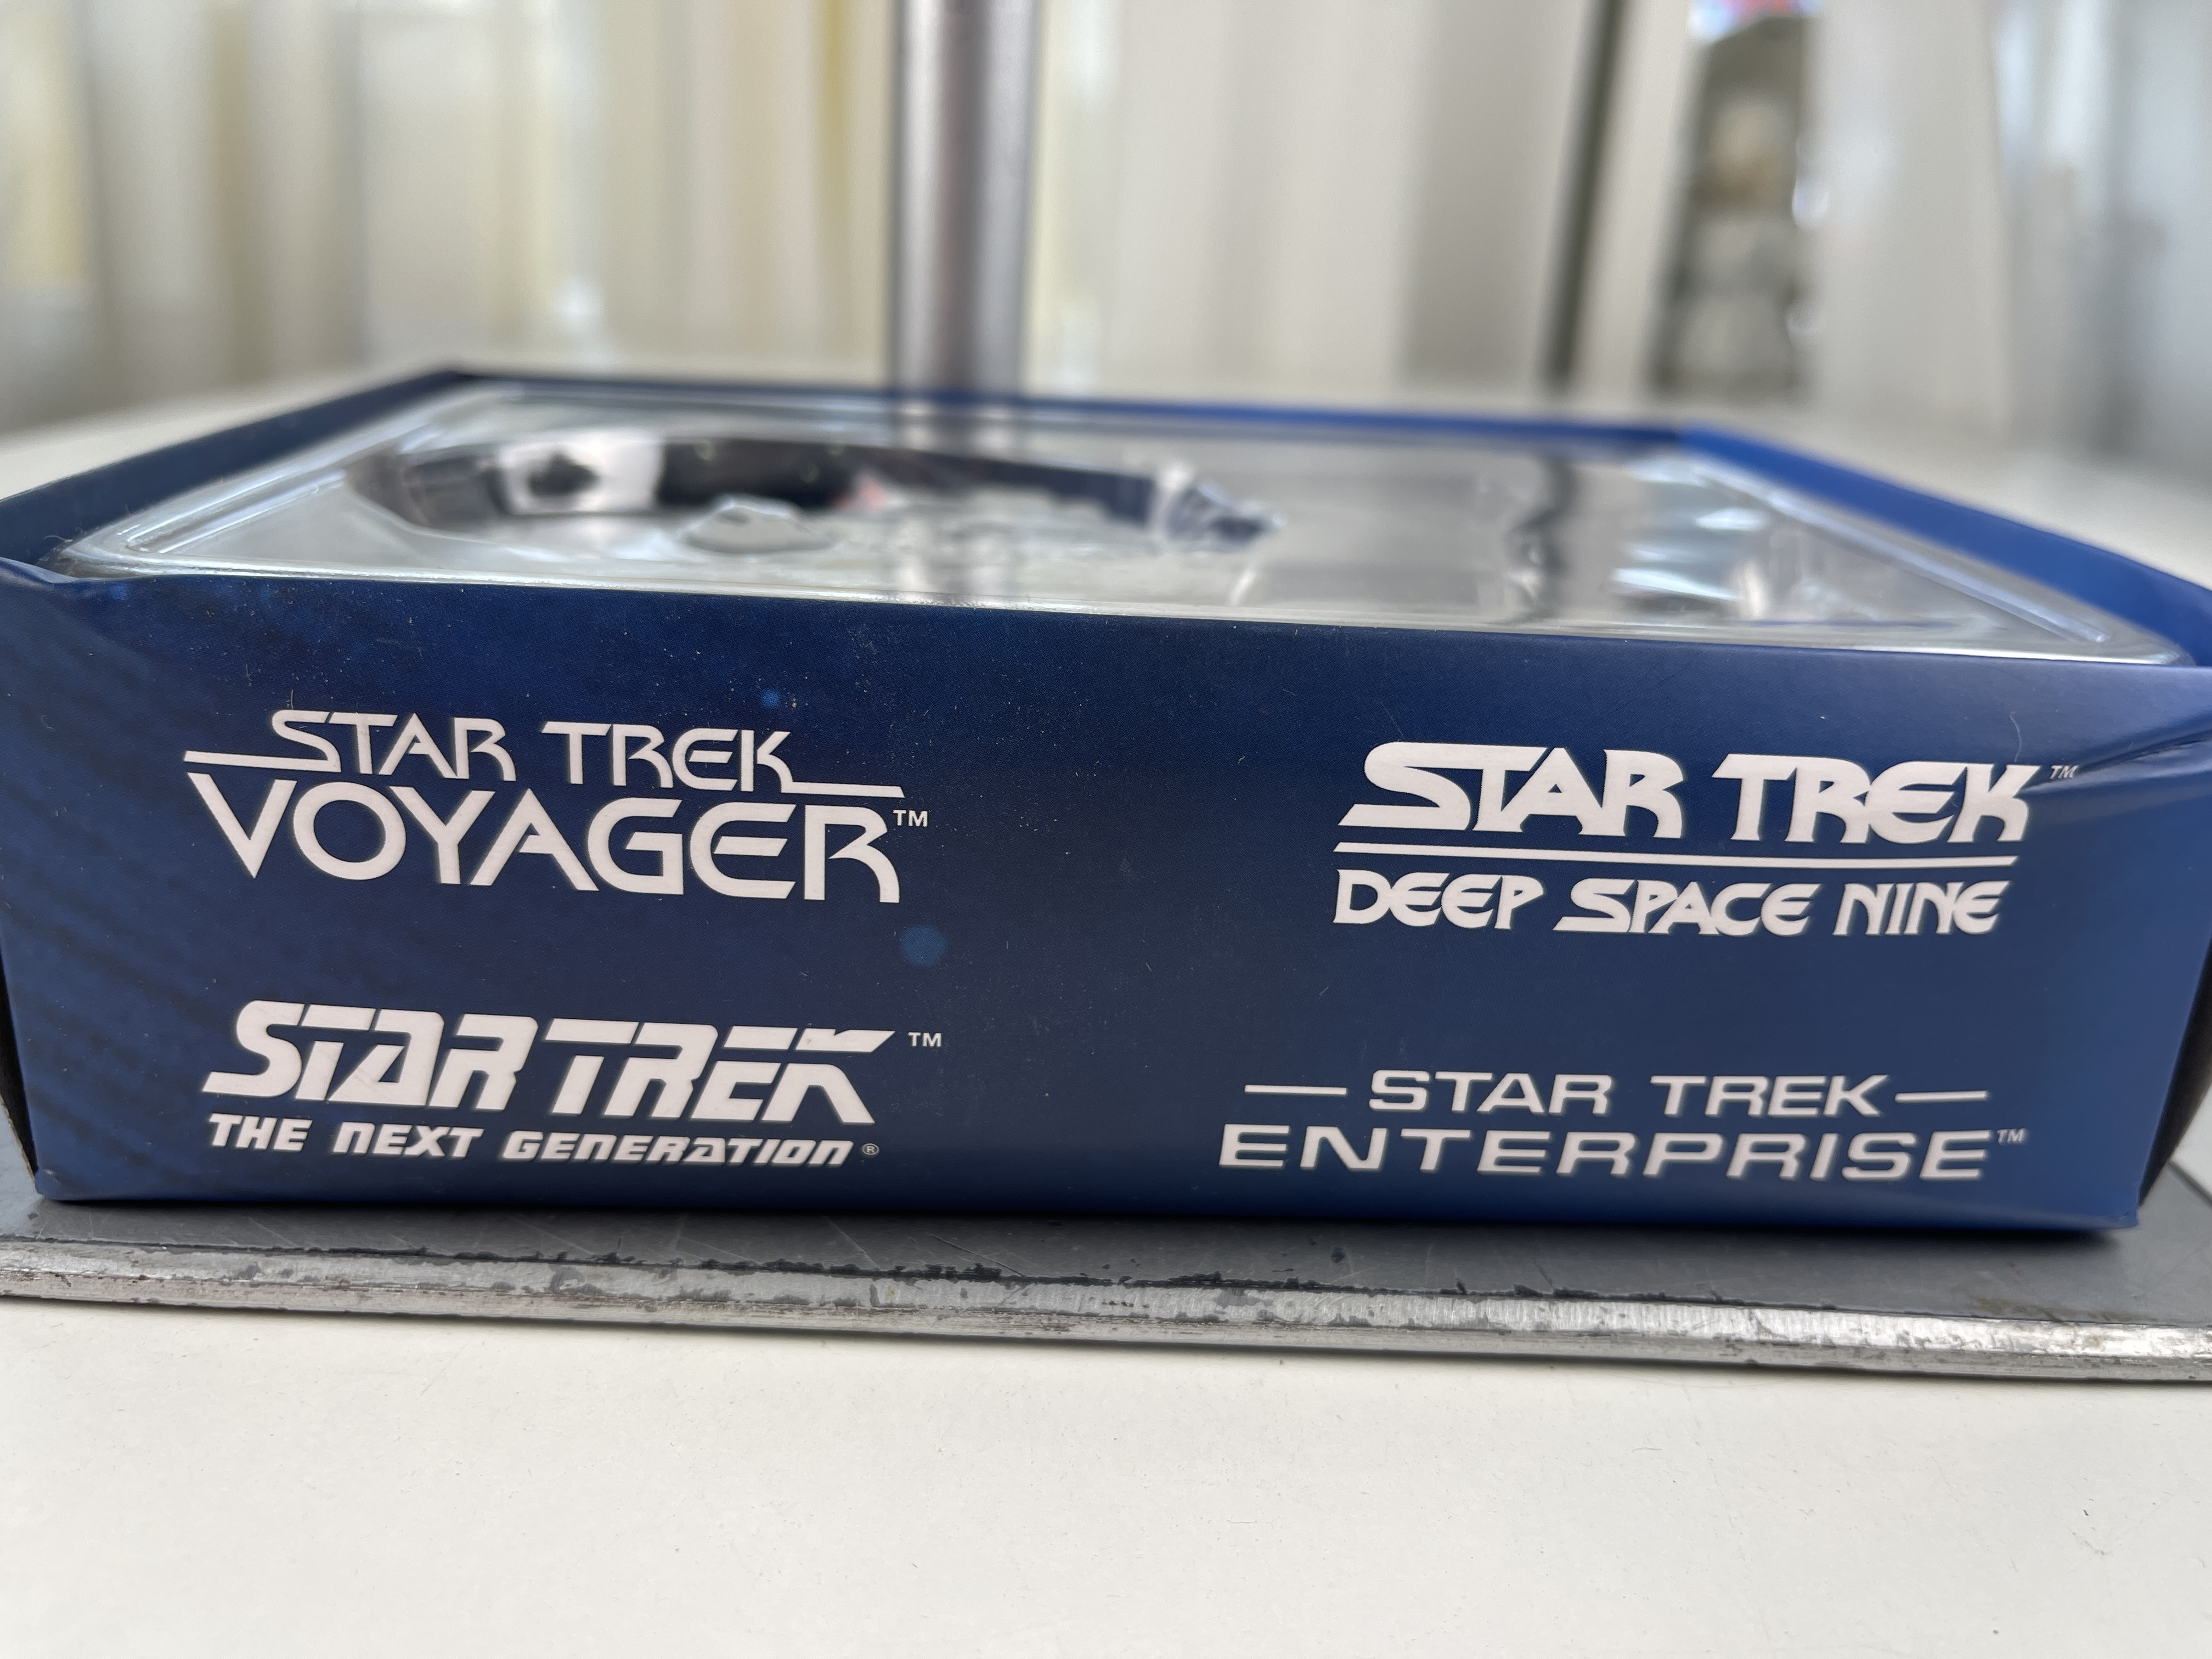 STAR TREK
VOYAGER™
STAR TREK™
DEEP SPACE NINE
STAR TREK™
THE NEXT GENERATION®
STAR TREK
ENTERPRISE™